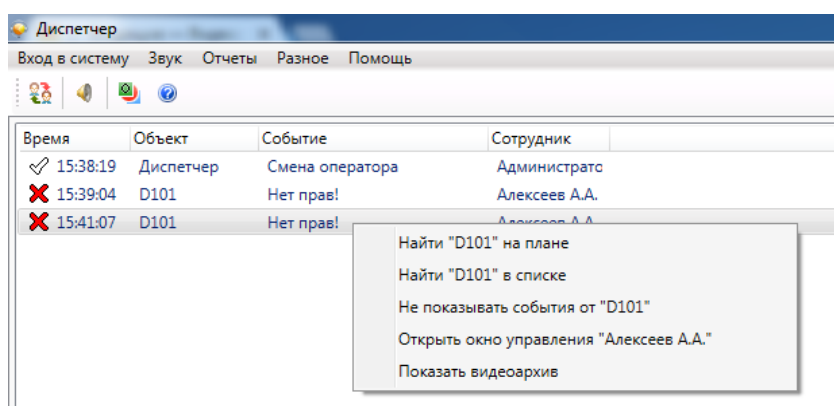 Диспетчер
Вход в систему Звук Отчеты Разное Помощь
Время Объект Событие Сотрудник
15:38:19 Диспетчер Смена оператора Администрато
15:39:04 D101 Нет прав! Алексеев А.А.
15:41:07 D101 Нет прав! Алексеев А.А.
Найти "D101" на плане
Найти "D101" в списке
Не показывать события от "D101"
Открыть окно управления "Алексеев А.А."
Показать видеоархив